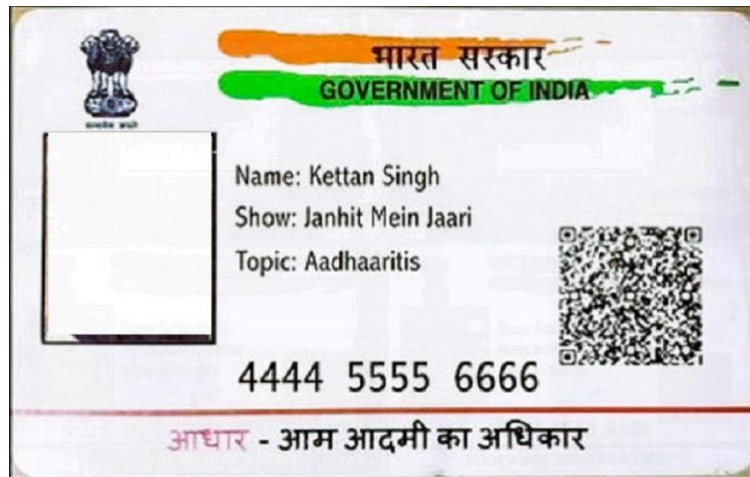 भारत सरकार
GOVERNMENT OF INDIA
Name: Kettan Singh
Show: Janhit Mein Jaari
Topic: Aadhaaritis
4444 5555 6666
आधार - आम आदमी का अधिकार